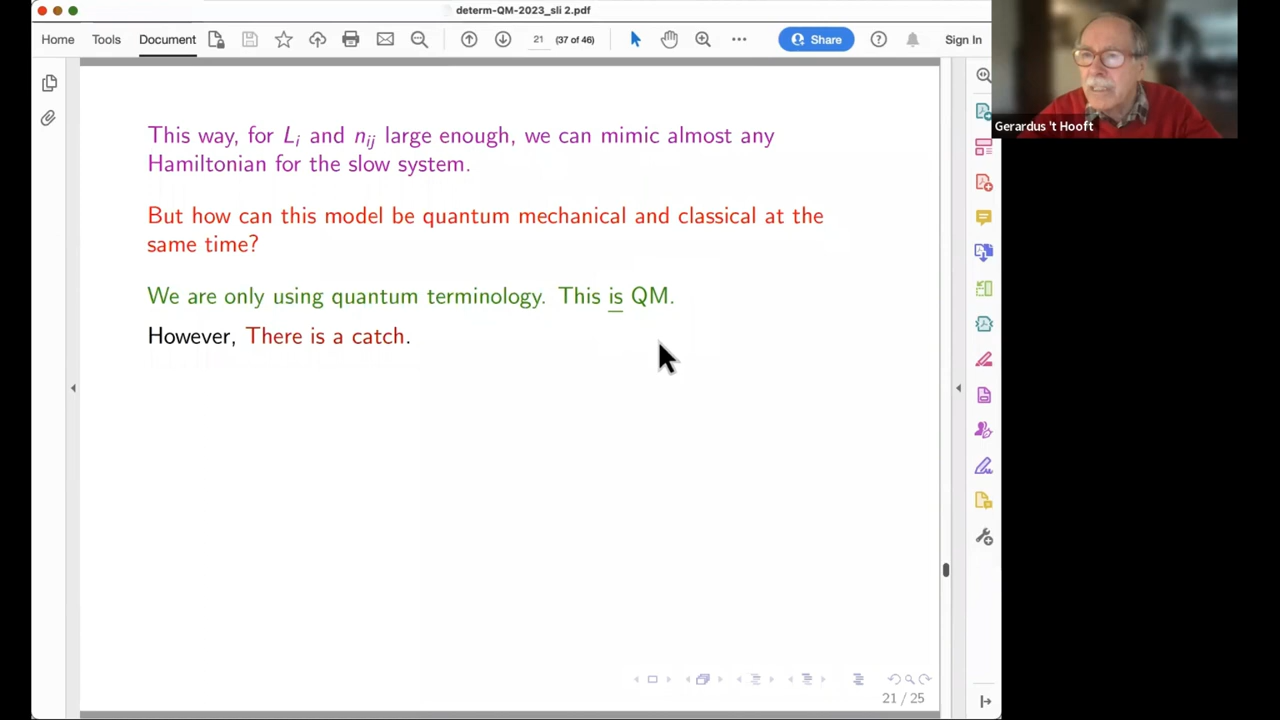 determ-QM-2023_sli 2.pdf
Home Tools Document 21 (37 of 46) Share Sign In
Gerardus 't Hooft
This way, for Li and nij large enough, we can mimic almost any
Hamiltonian for the slow system.
But how can this model be quantum mechanical and classical at the
same time?
We are only using quantum terminology. This is QM.
However, There is a catch.
21 / 25